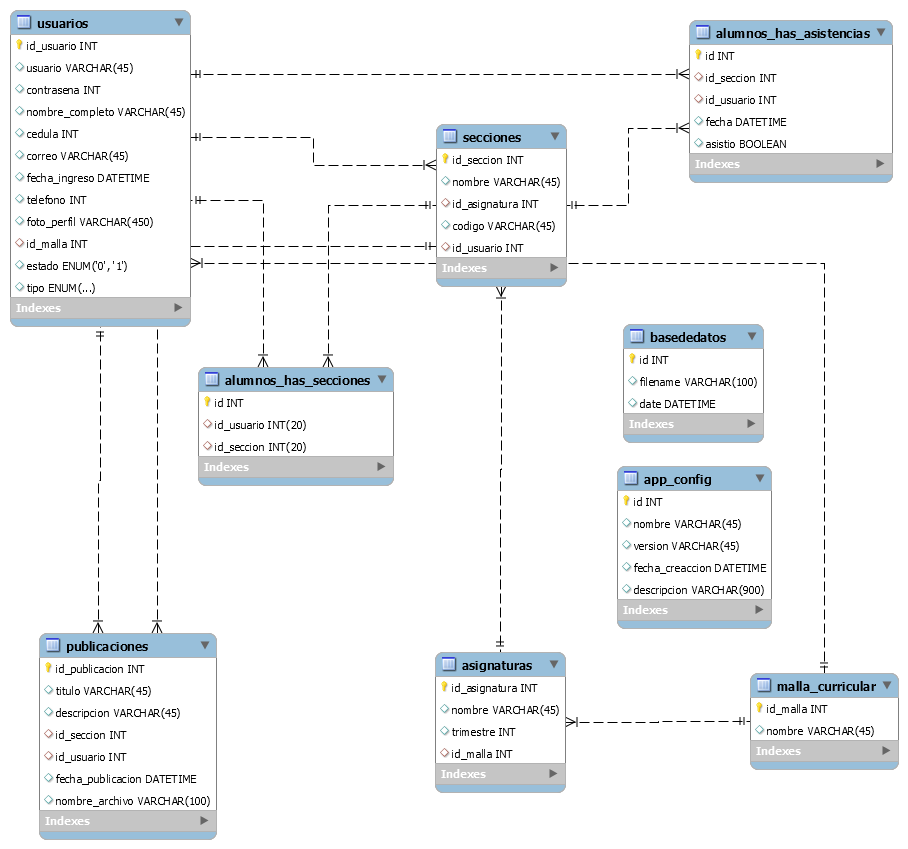 usuarios
id_usuario INT
usuario VARCHAR(45)
contrasena INT
nombre_completo VARCHAR(45)
cedula INT
correo VARCHAR(45)
fecha_ingreso DATETIME
telefono INT
foto_perfil VARCHAR(450)
id_malla INT
estado ENUM('0', '1')
tipo ENUM(...)
Indexes
alumnos_has_asistencias
id INT
id_seccion INT
id_usuario INT
fecha DATETIME
asistio BOOLEAN
Indexes
secciones
id_seccion INT
nombre VARCHAR(45)
id_asignatura INT
codigo VARCHAR(45)
id_usuario INT
Indexes
alumnos_has_secciones
id INT
id_usuario INT(20)
id_seccion INT(20)
Indexes
basededatos
id INT
filename VARCHAR(100)
date DATETIME
Indexes
app_config
id INT
nombre VARCHAR(45)
version VARCHAR(45)
fecha_creaccion DATETIME
descripcion VARCHAR(900)
Indexes
publicaciones
id_publicacion INT
titulo VARCHAR(45)
descripcion VARCHAR(45)
id_seccion INT
id_usuario INT
fecha_publicacion DATETIME
nombre_archivo VARCHAR(100)
Indexes
asignaturas
id_asignatura INT
nombre VARCHAR(45)
trimestre INT
id_malla INT
Indexes
malla_curricular
id_malla INT
nombre VARCHAR(45)
Indexes